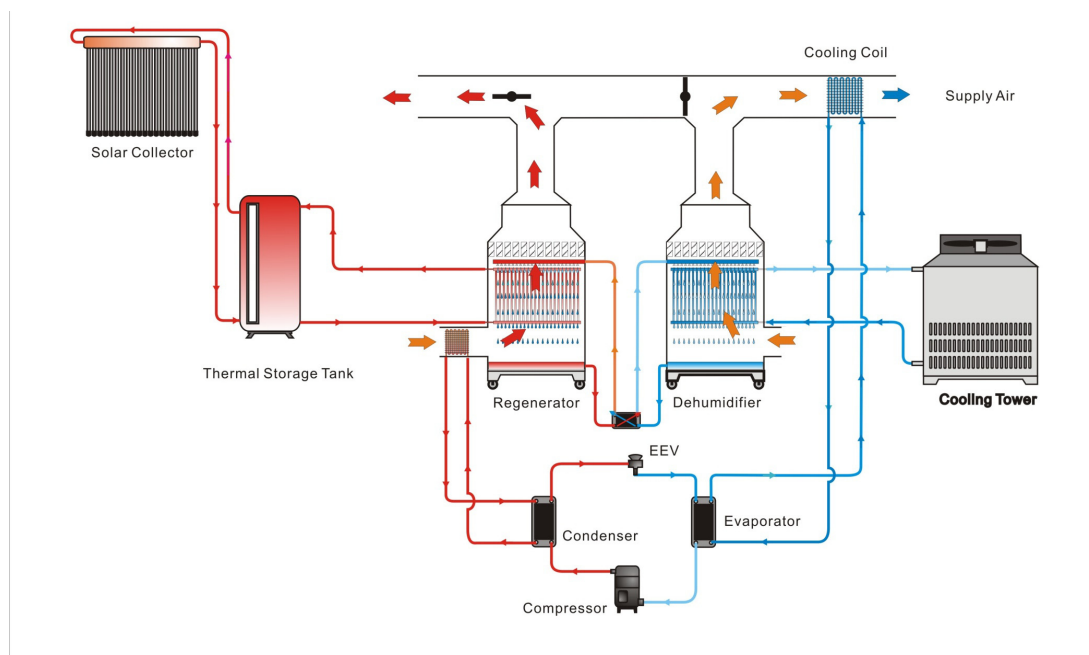 Cooling Coil
Supply Air
Solar Collector
Thermal Storage Tank
Regenerator
Dehumidifier
Cooling Tower
EEV
Condenser
Evaporator
Compressor